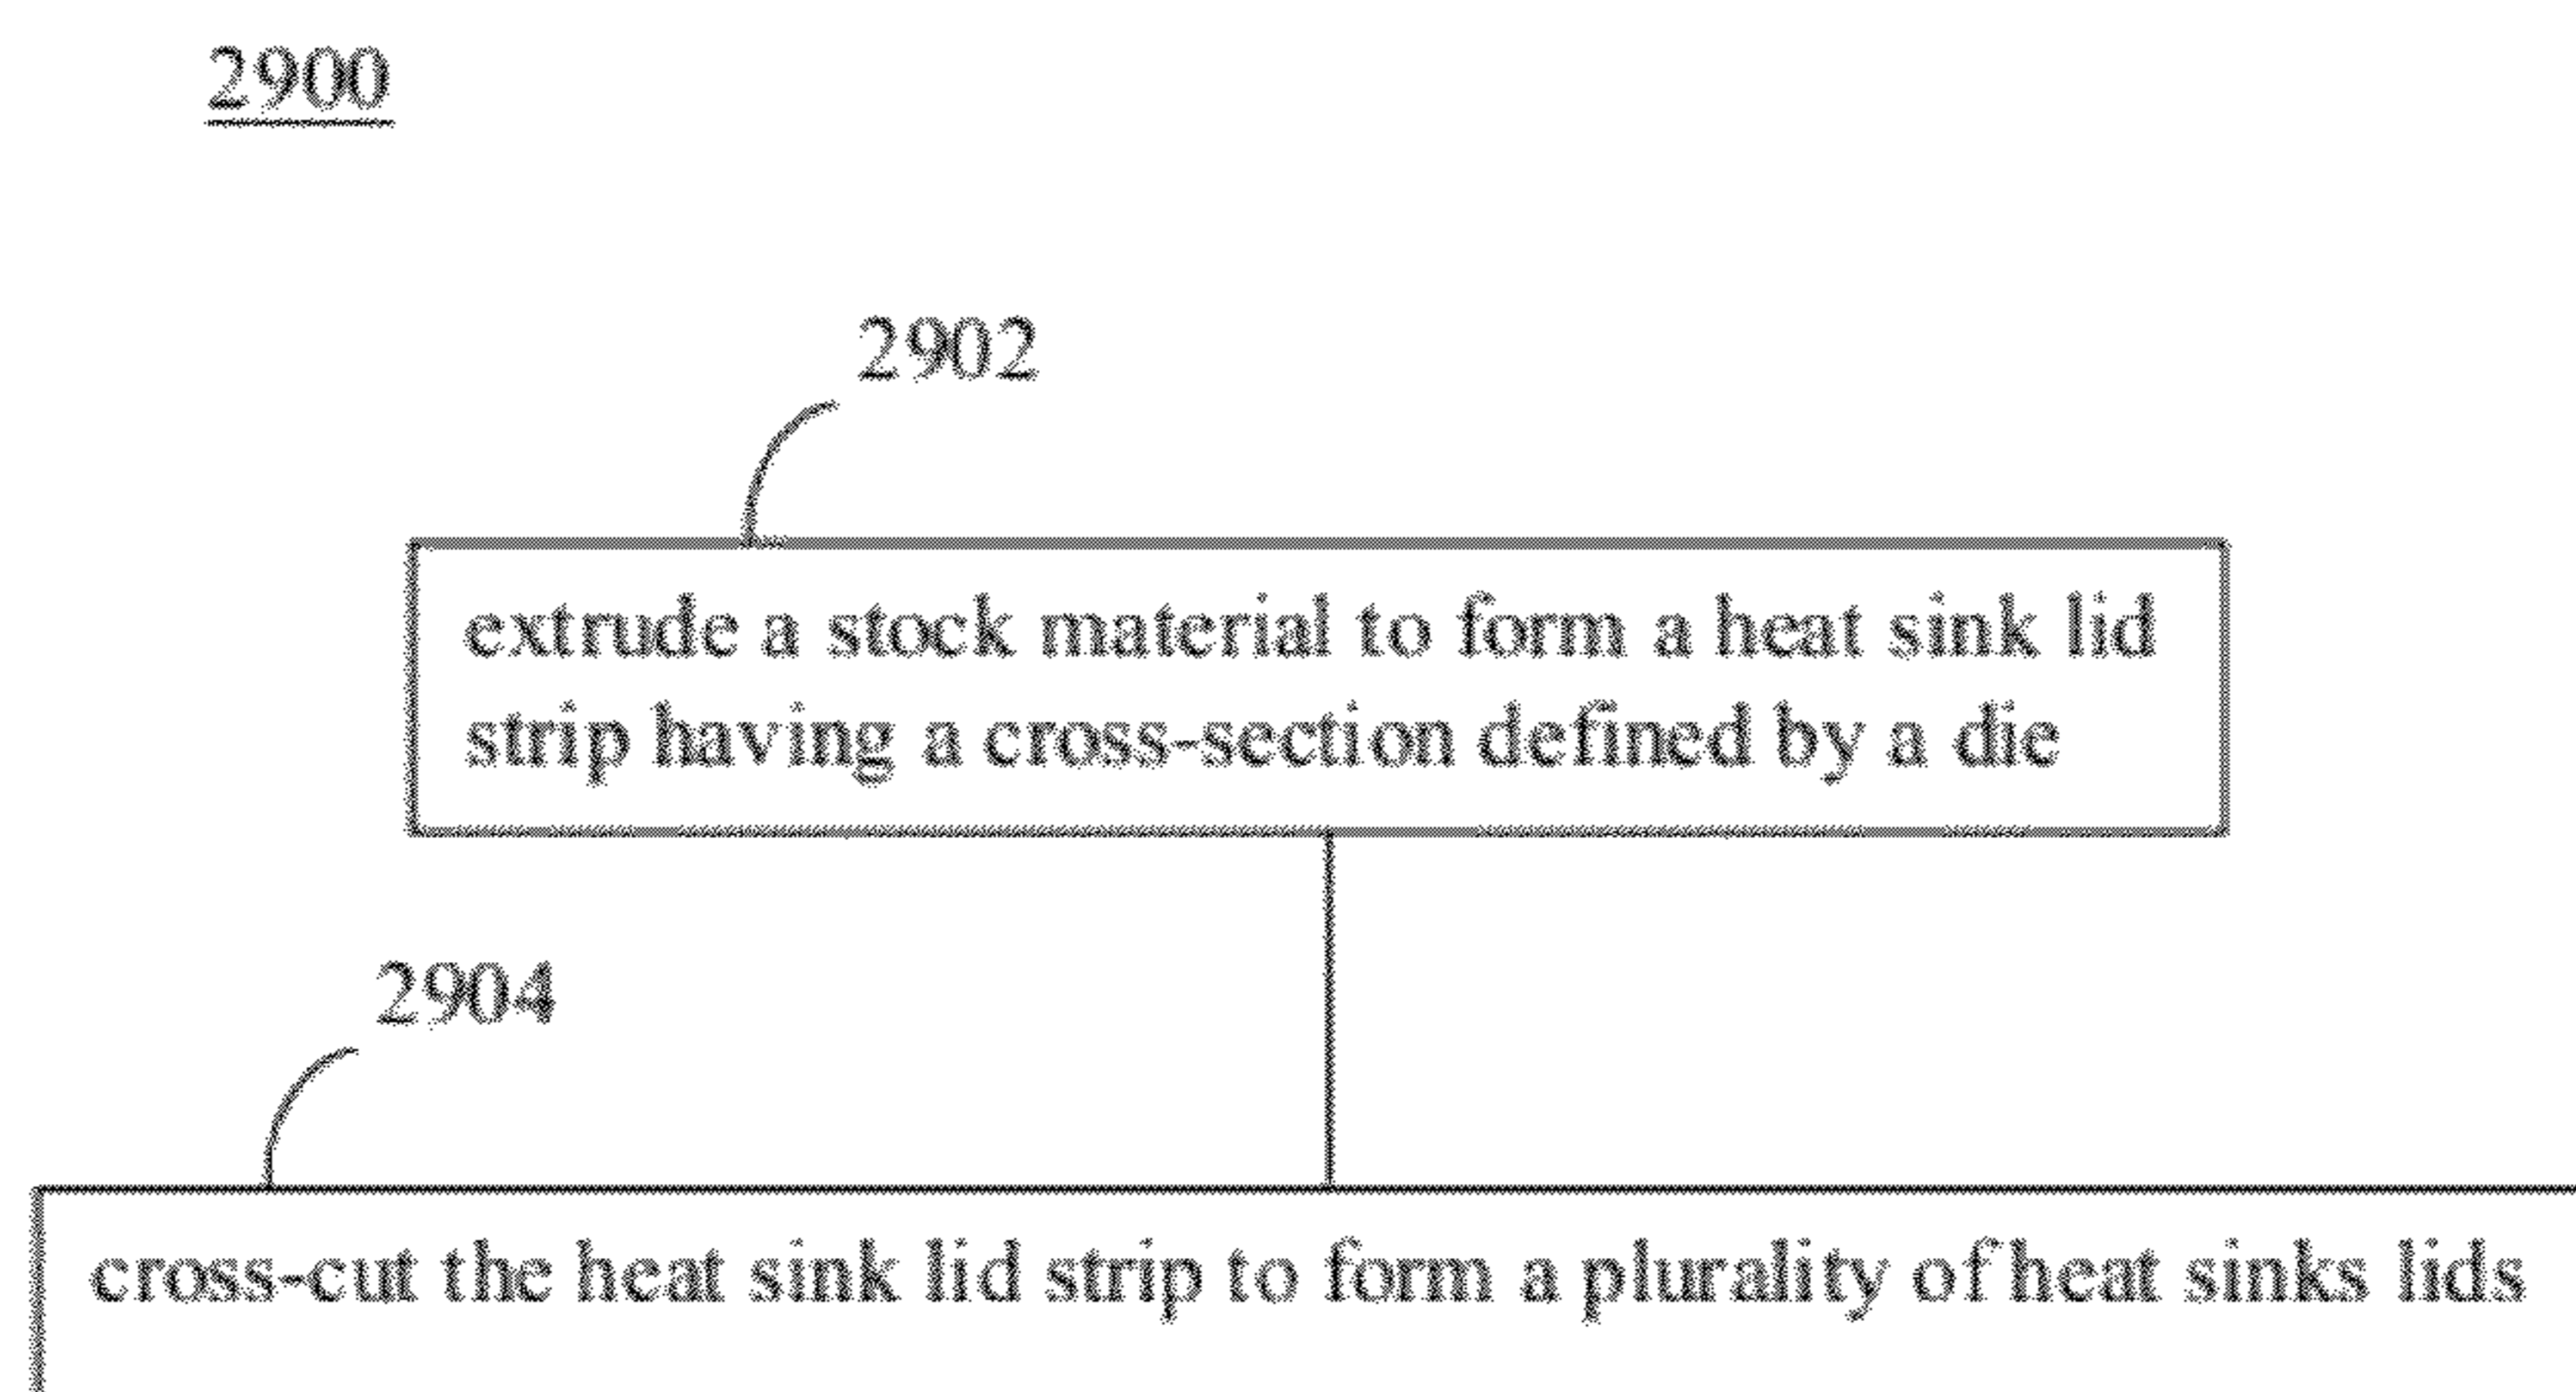 2900
2902
extrude a stock material to form a heat sink lid
strip having a cross-section defined by a die
2904
cross-cut the heat sink lid strip to form a plurality of heat sinks lids